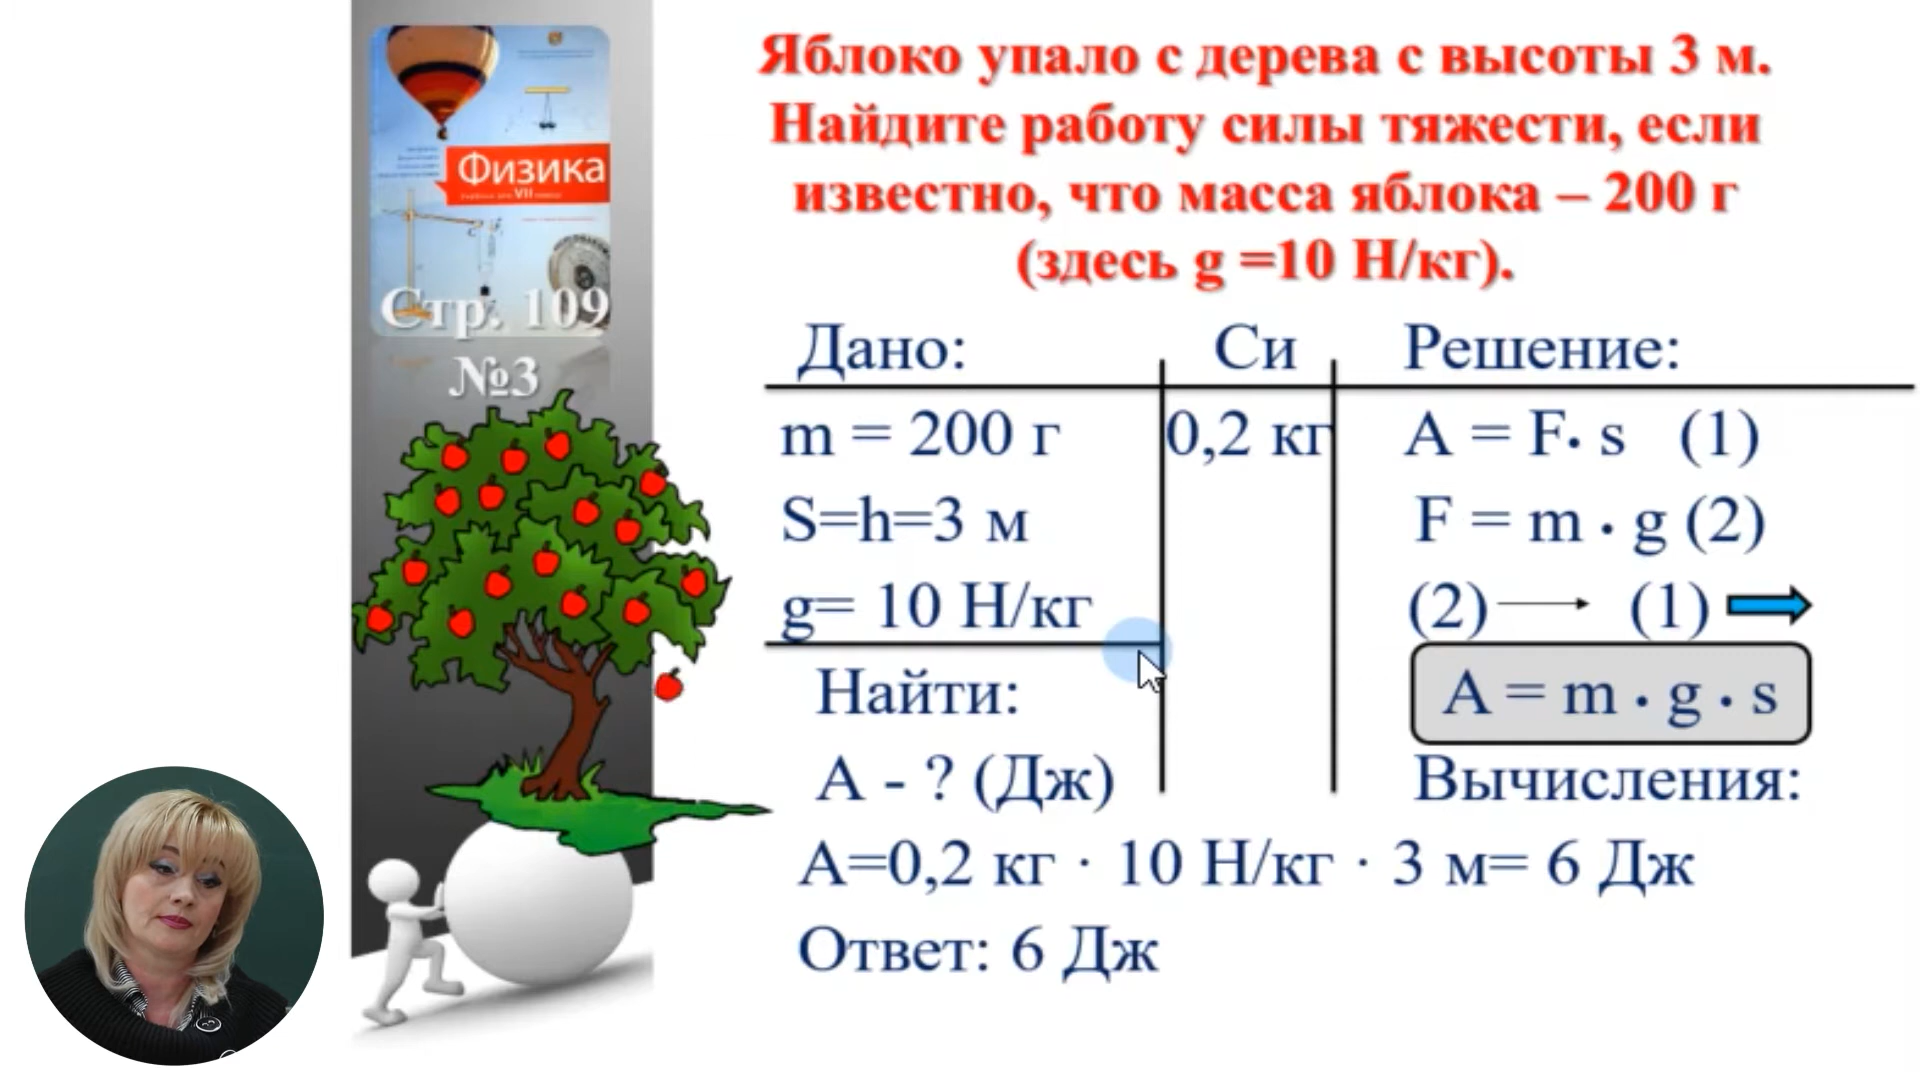 Физика
VII
Стр. 109
№3
Яблоко упало с дерева с высоты 3 м.
Найдите работу силы тяжести, если
известно, что масса яблока – 200 г
(здесь g =10 Н/кг).
Дано: Си Решение:
m = 200 г 0,2 кг A = F· s (1)
S=h=3 м F = m · g (2)
g= 10 Н/кг (2) (1)
Найти: A = m · g · s
А - ? (Дж) Вычисления:
А=0,2 кг · 10 Н/кг · 3 м= 6 Дж
Ответ: 6 Дж